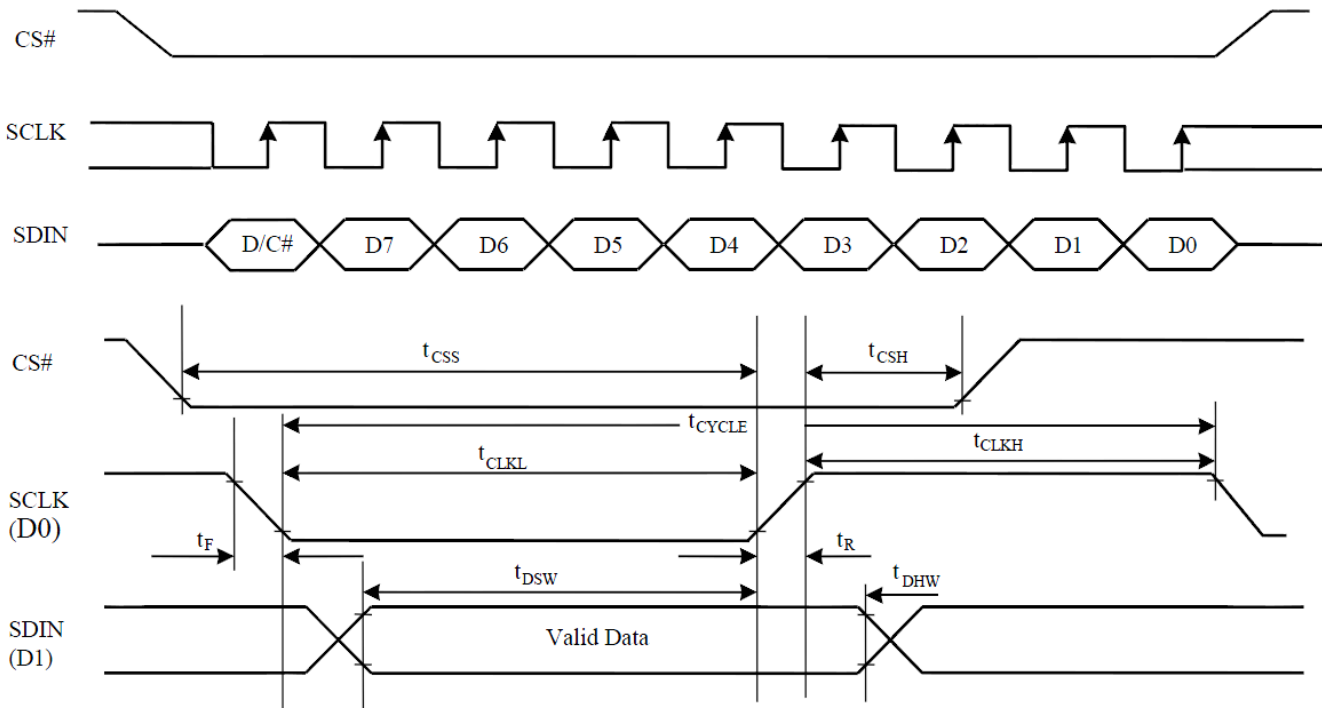 CS#
SCLK
SDIN D/C# D7 D6 D5 D4 D3 D2 D1 D0
CS# tCSS tCSH
tCYCLE
tCLKL tCLKH
SCLK
(D0)
tF tR
tDSW tDHW
SDIN
(D1)
Valid Data